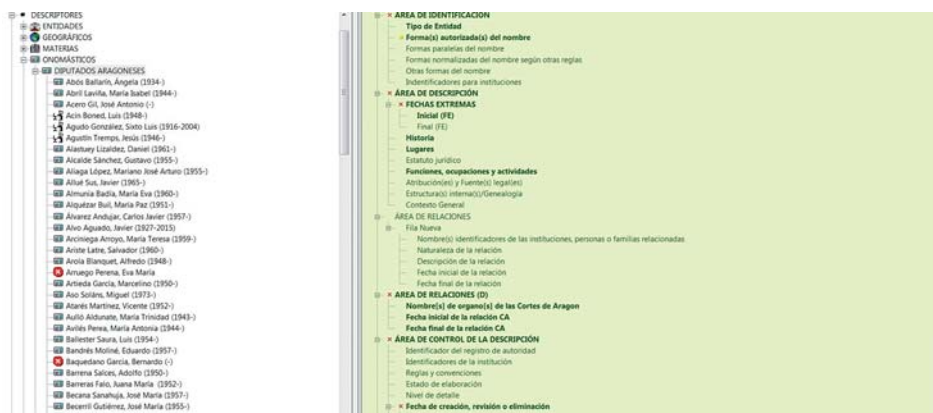 DESCRIPTORES
ENTIDADES
GEOGRÁFICOS
MATERIAS
ONOMÁSTICOS
DIPUTADOS ARAGONESES
Abós Ballarín, Ángela (1934-)
Abril Laviña, María Isabel (1944-)
Acero Gil, José Antonio (-)
Acín Boned, Luis (1948-)
Agudo González, Sixto Luis (1916-2004)
Agustín Tremps, Jesús (1946-)
Alastuey Lizaldez, Daniel (1961-)
Alcalde Sánchez, Gustavo (1955-)
Aliaga López, Mariano José Arturo (1955-)
Allué Sus, Javier (1965-)
Almunia Badía, María Eva (1960-)
Alquézar Buil, María Paz (1951-)
Álvarez Andujar, Carlos Javier (1957-)
Alvo Aguado, Javier (1927-2015)
Arciniega Arroyo, María Teresa (1959-)
Ariste Latre, Salvador (1960-)
Arola Blanquet, Alfredo (1948-)
Arruego Perena, Eva María
Artieda García, Marcelino (1950-)
Aso Soláns, Miguel (1973-)
Atarés Martínez, Vicente (1952-)
Aulló Aldunate, María Trinidad (1943-)
Avilés Perea, María Antonia (1944-)
Ballester Saura, Luis (1954-)
Bandrés Moliné, Eduardo (1957-)
Baquedano García, Bernardo (-)
Barrena Salces, Adolfo (1950-)
Barreras Falo, Juana María (1952-)
Becana Sanahuja, José María (1957-)
Becerril Gutiérrez, José María (1955-)
ÁREA DE IDENTIFICACIÓN
Tipo de Entidad
Forma(s) autorizada(s) del nombre
Formas paralelas del nombre
Formas normalizadas del nombre según otras reglas
Otras formas del nombre
Indentificadores para instituciones
ÁREA DE DESCRIPCIÓN
FECHAS EXTREMAS
Inicial (FE)
Final (FE)
Historia
Lugares
Estatuto jurídico
Funciones, ocupaciones y actividades
Atribución(es) y Fuente(s) legal(es)
Estructura(s) interna(s)/Genealogía
Contexto General
ÁREA DE RELACIONES
Fila Nueva
Nombre(s) identificadores de las instituciones, personas o familias relacionadas
Naturaleza de la relación
Descripción de la relación
Fecha inicial de la relación
Fecha final de la relación
AREA DE RELACIONES (D)
Nombre[s] de organo[s] de las Cortes de Aragon
Fecha inicial de la relación CA
Fecha final de la relación CA
ÁREA DE CONTROL DE LA DESCRIPCIÓN
Identificador del registro de autoridad
Identificadores de la institución
Reglas y convenciones
Estado de elaboración
Nivel de detalle
Fecha de creación, revisión o eliminación